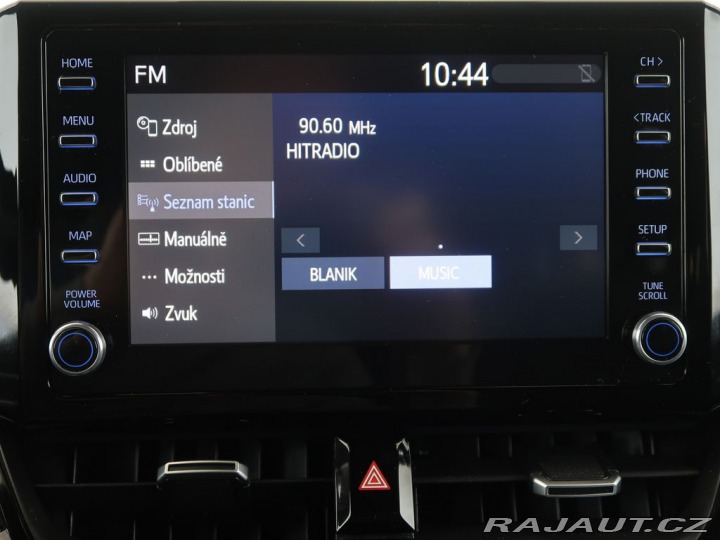 HOME
MENU
AUDIO
MAP
POWER
VOLUME
FM
10:44
Zdroj
Oblíbené
Seznam stanic
Manuálně
Možnosti
Zvuk
90.60 MHz
HITRADIO
<
>
BLANIK
MUSIC
CH >
< TRACK
PHONE
SETUP
TUNE
SCROLL
RAJAUT.CZ